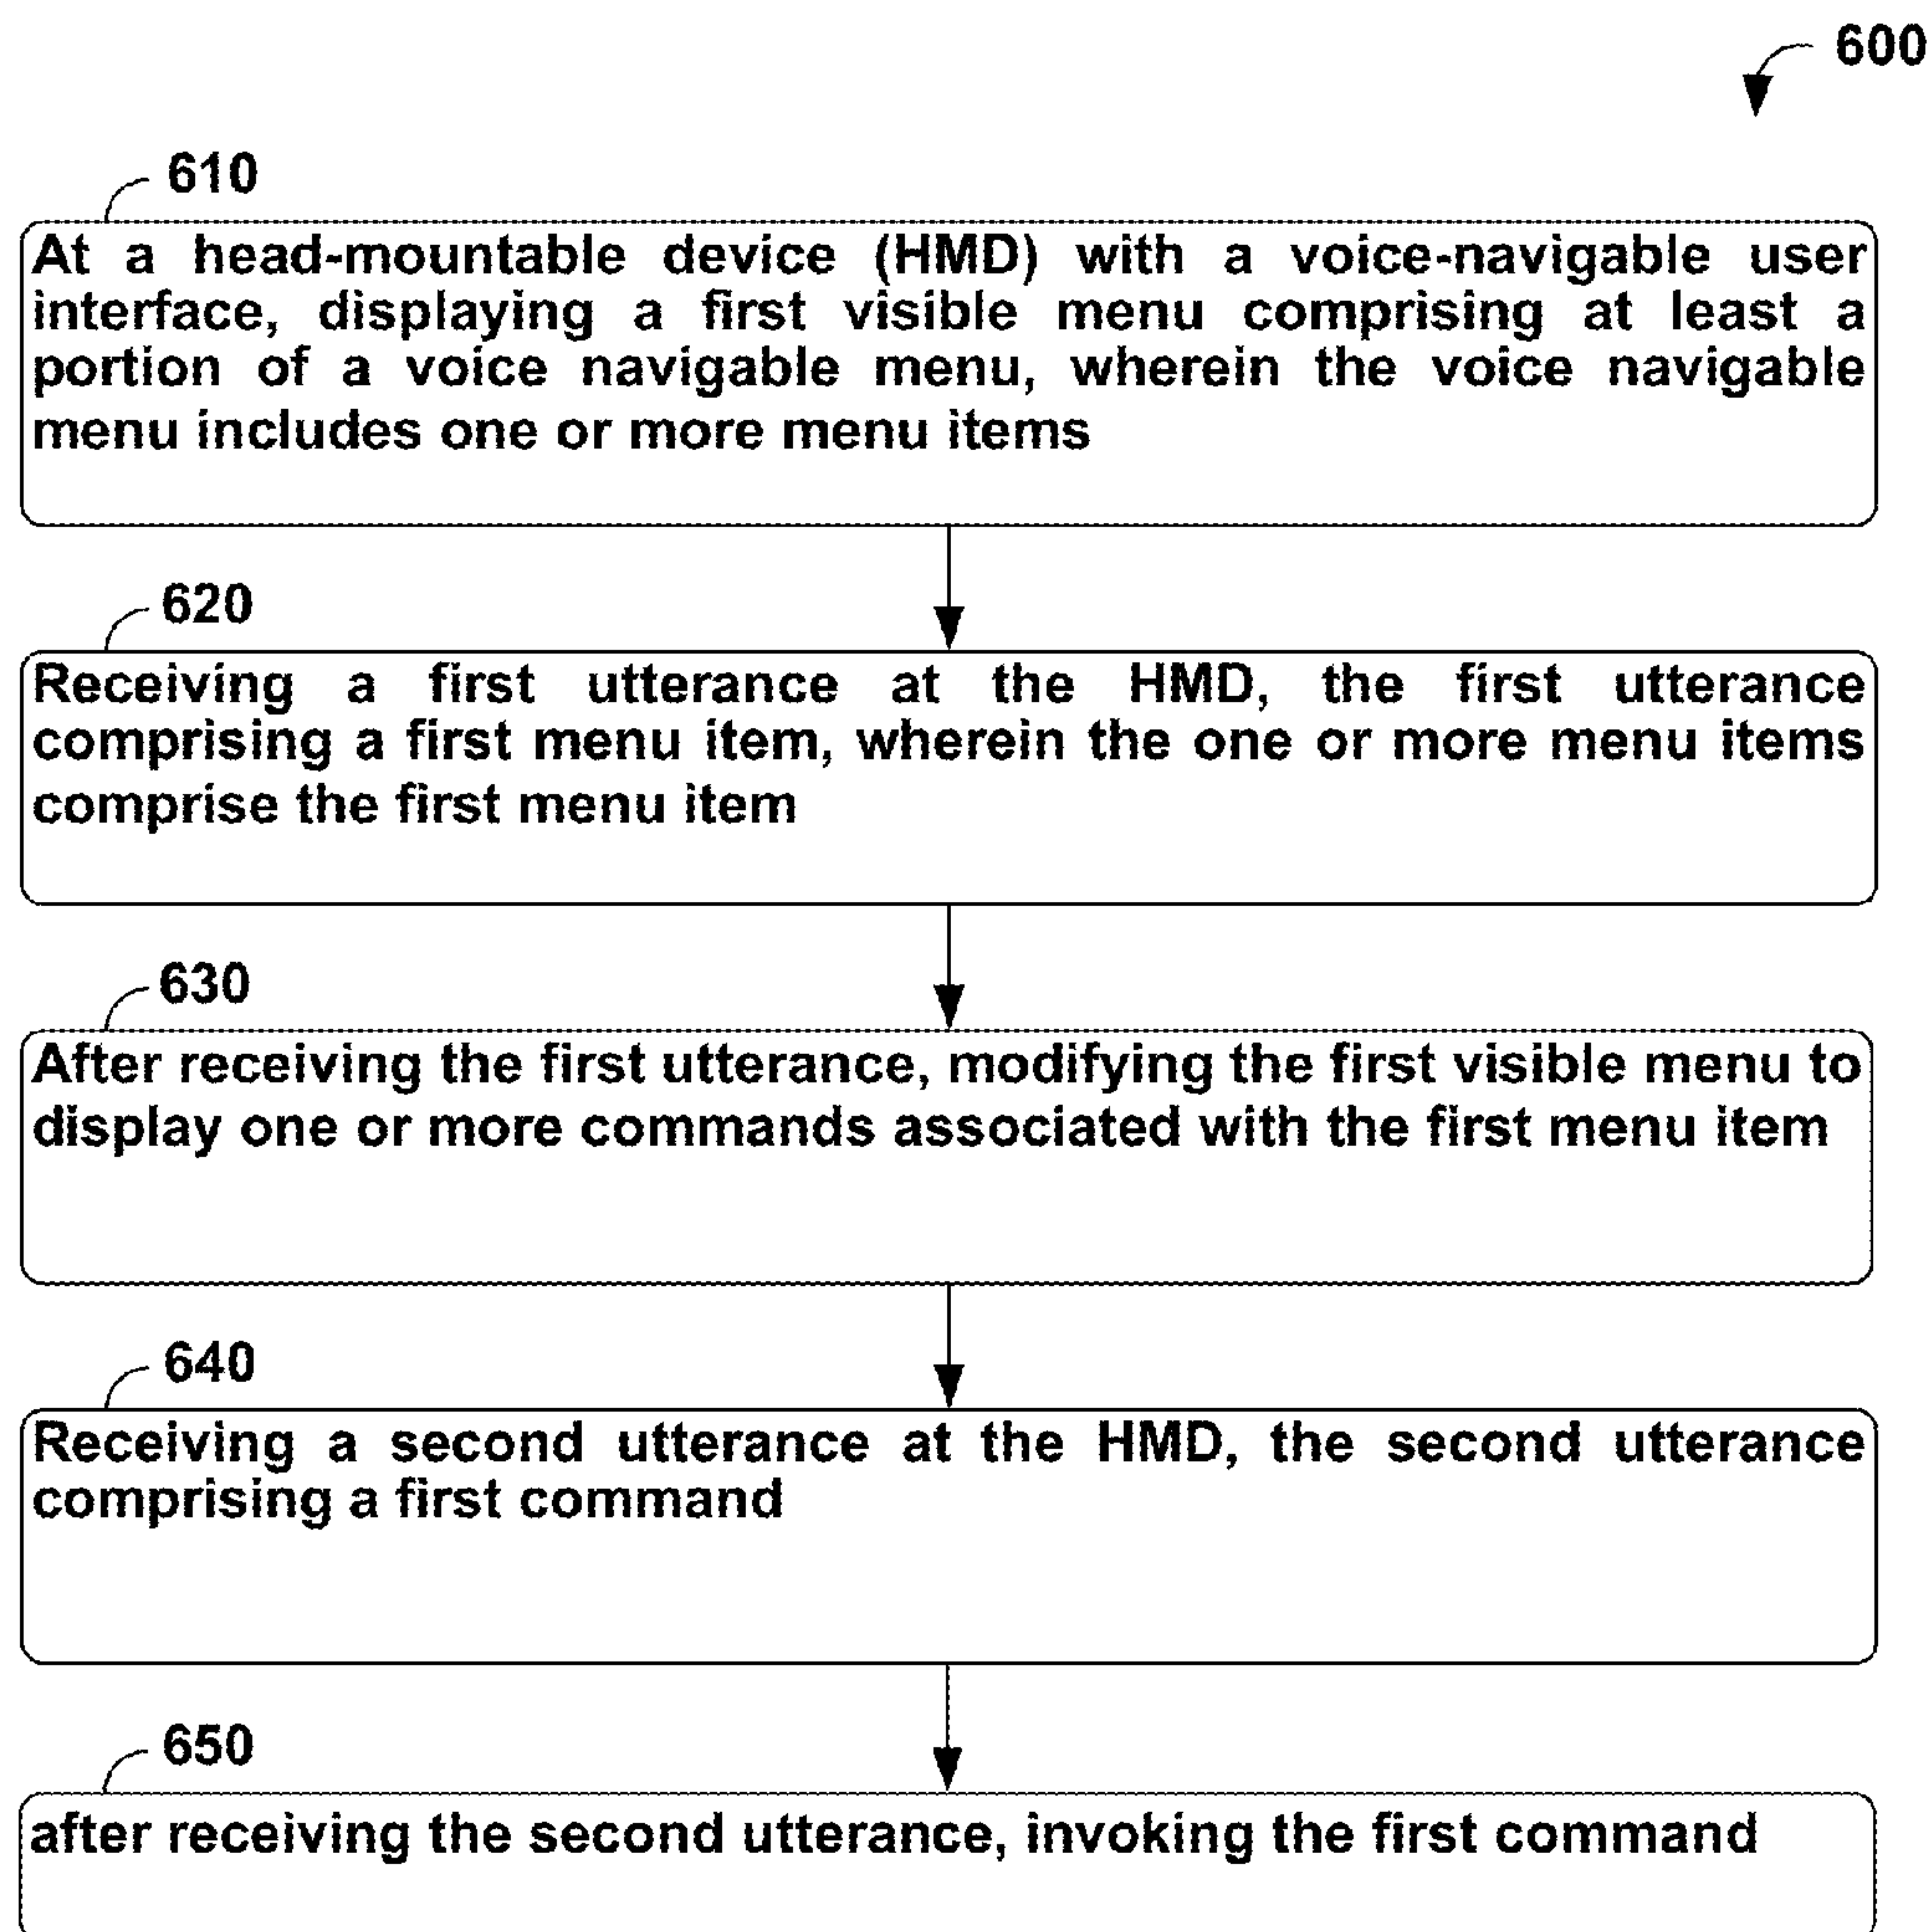 600
610
At a head-mountable device (HMD) with a voice-navigable user
interface, displaying a first visible menu comprising at least a
portion of a voice navigable menu, wherein the voice navigable
menu includes one or more menu items
620
Receiving a first utterance at the HMD, the first utterance
comprising a first menu item, wherein the one or more menu items
comprise the first menu item
630
After receiving the first utterance, modifying the first visible menu to
display one or more commands associated with the first menu item
640
Receiving a second utterance at the HMD, the second utterance
comprising a first command
650
after receiving the second utterance, invoking the first command